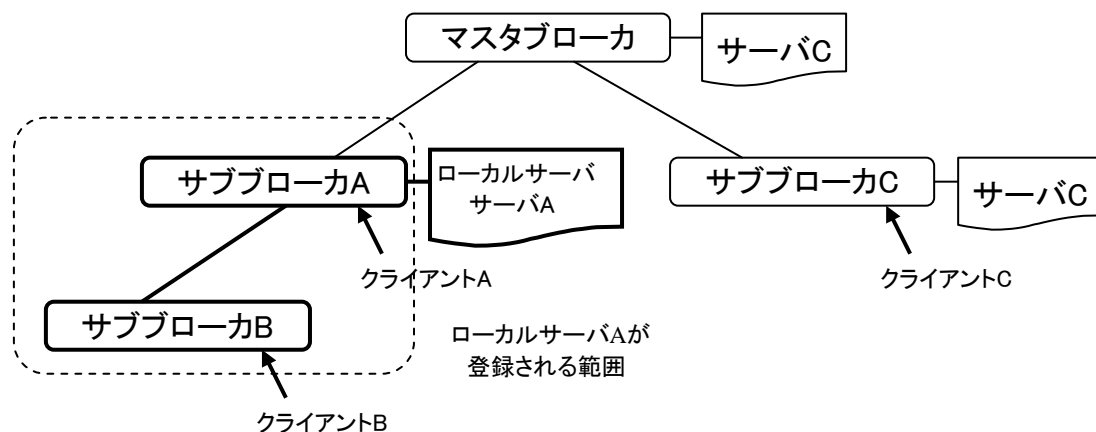 マスタブローカ
サーバC
サブブローカA
ローカルサーバ
サーバA
サブブローカC
サーバC
クライアントA
クライアントC
サブブローカB
ローカルサーバAが
登録される範囲
クライアントB